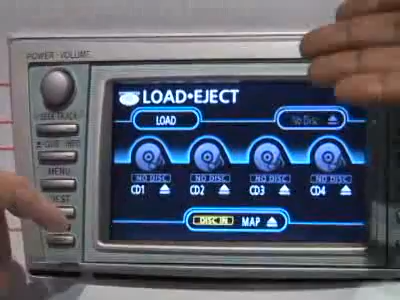 POWER·VOLUME
LOAD•EJECT
LOAD
No Disc
MENU
NO DISC NO DISC NO DISC NO DISC
CD1 CD2 CD3 CD4
DISC IN MAP